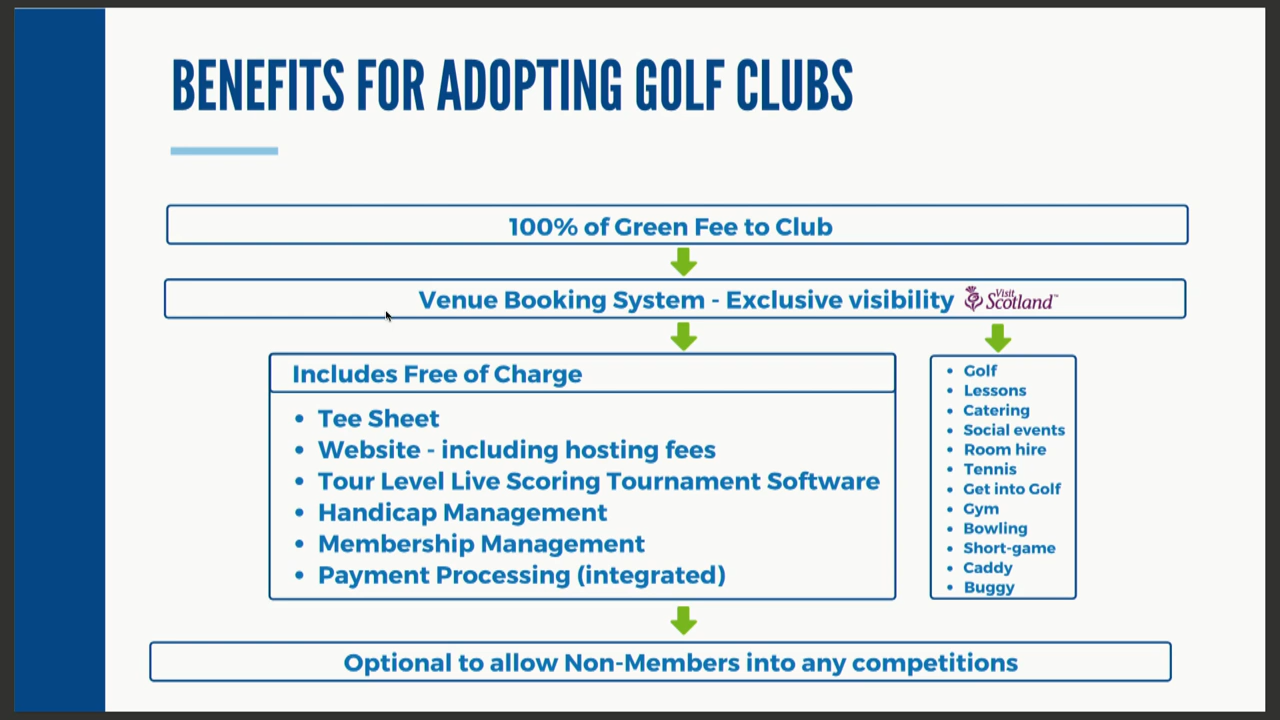 BENEFITS FOR ADOPTING GOLF CLUBS
100% of Green Fee to Club
Venue Booking System - Exclusive visibility Visit Scotland™
Includes Free of Charge
• Tee Sheet
• Website - including hosting fees
• Tour Level Live Scoring Tournament Software
• Handicap Management
• Membership Management
• Payment Processing (integrated)
• Golf
• Lessons
• Catering
• Social events
• Room hire
• Tennis
• Get into Golf
• Gym
• Bowling
• Short-game
• Caddy
• Buggy
Optional to allow Non-Members into any competitions